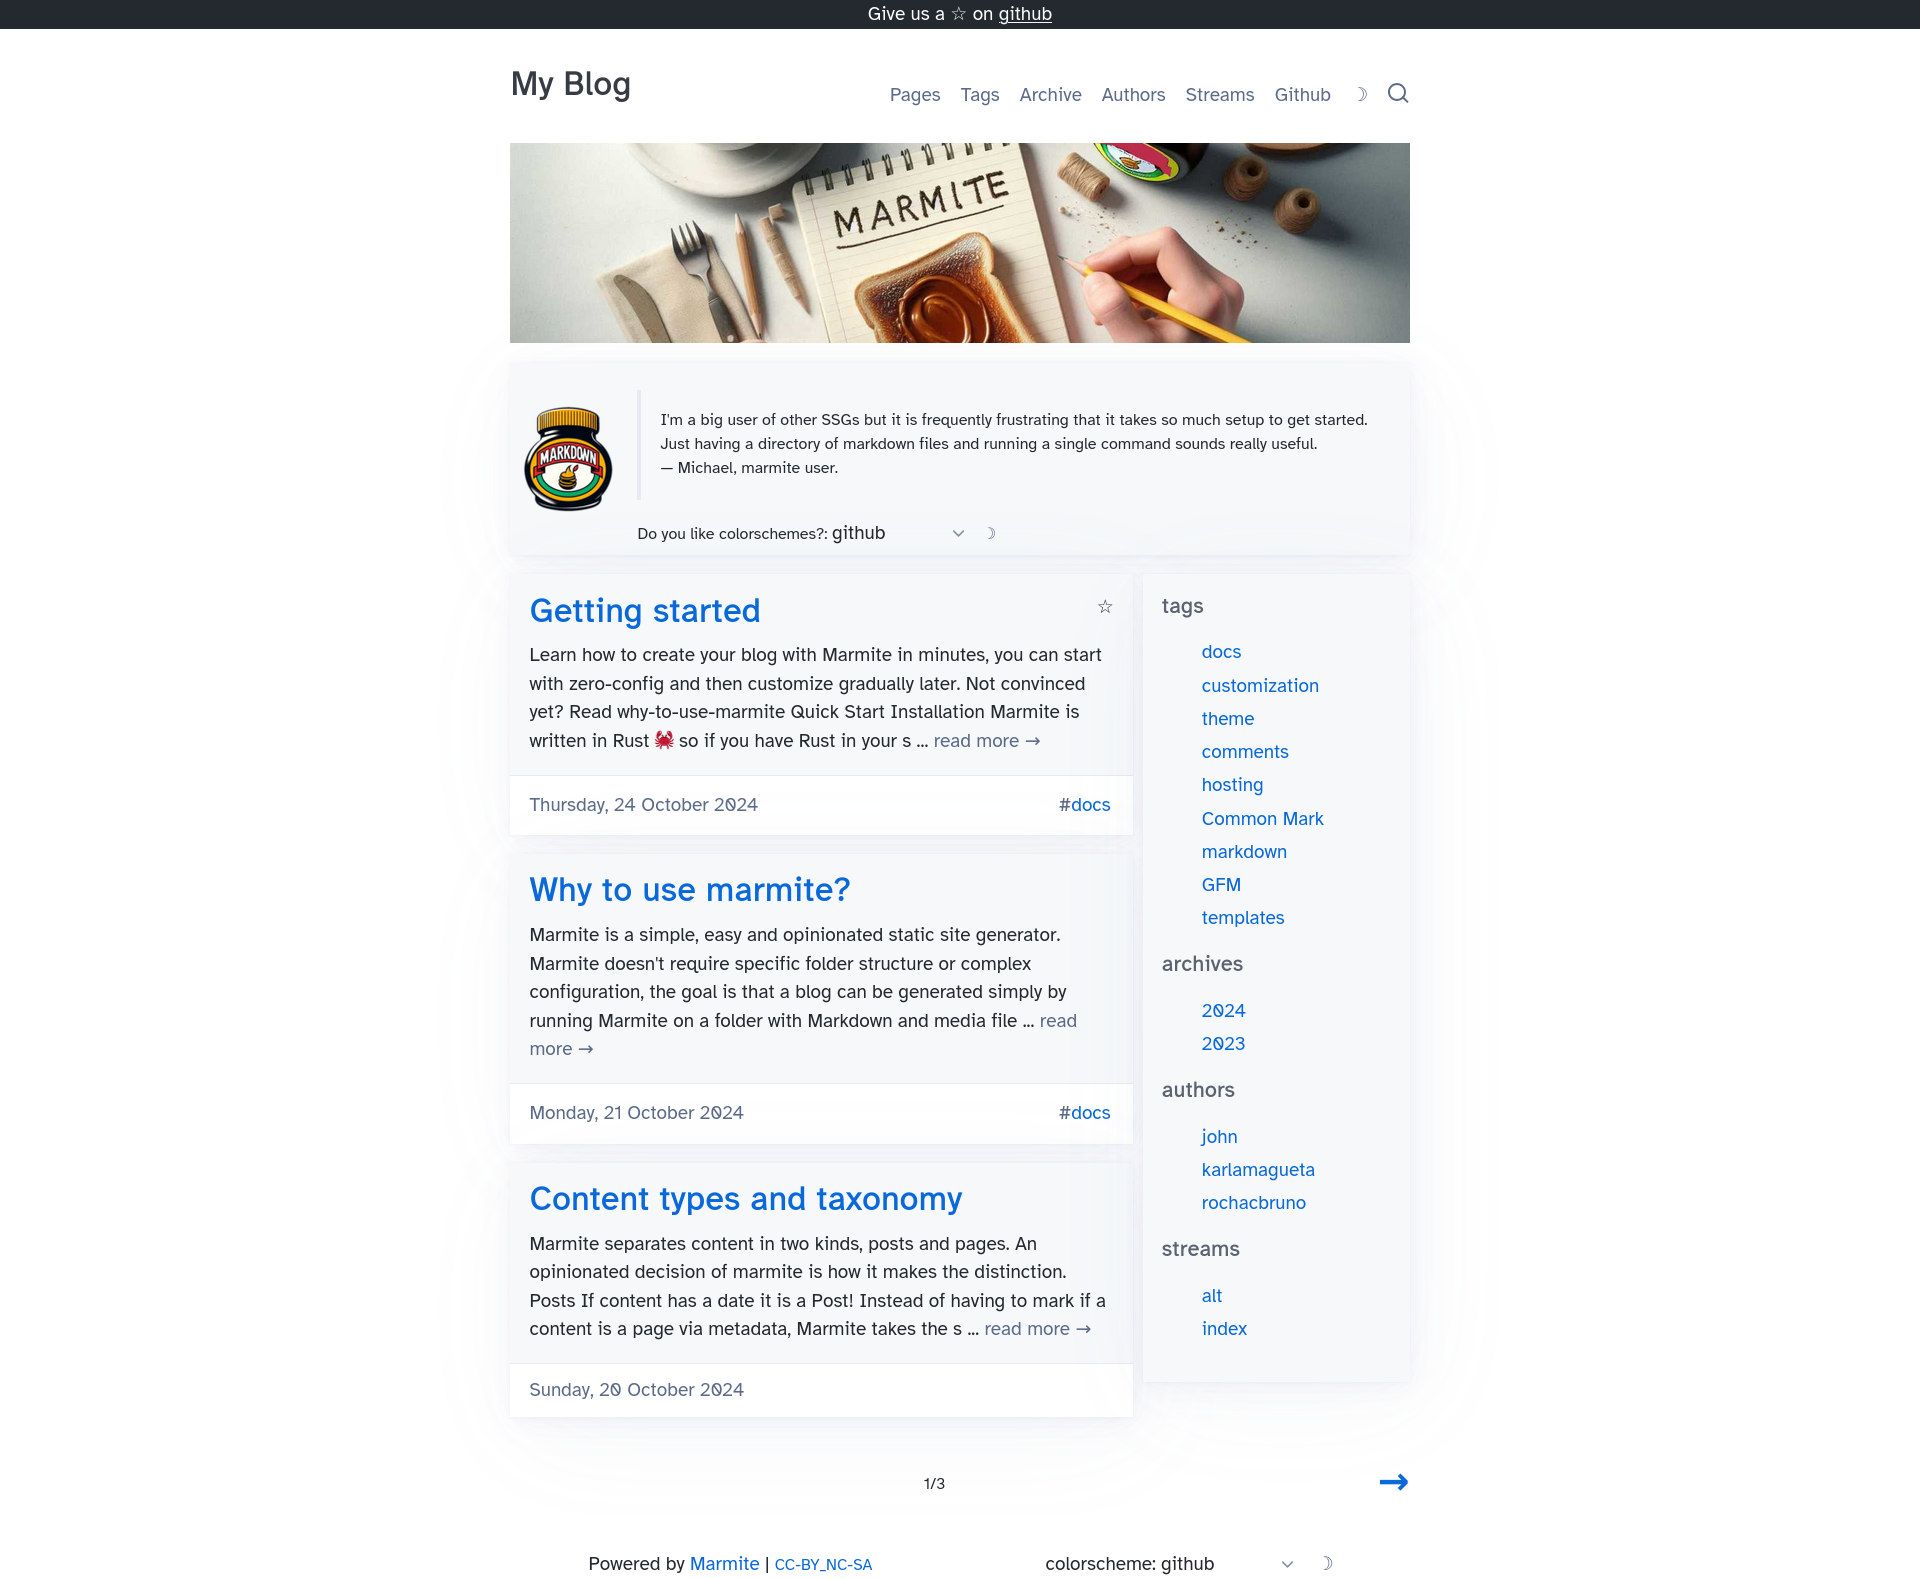 Give us a ☆ on github
My Blog
Pages Tags Archive Authors Streams Github ☽
MARMITE
MARKDOWN
I'm a big user of other SSGs but it is frequently frustrating that it takes so much setup to get started.
Just having a directory of markdown files and running a single command sounds really useful.
— Michael, marmite user.
Do you like colorschemes?: github ☽
Getting started ☆
Learn how to create your blog with Marmite in minutes, you can start
with zero-config and then customize gradually later. Not convinced
yet? Read why-to-use-marmite Quick Start Installation Marmite is
written in Rust 🦀 so if you have Rust in your s ... read more →
Thursday, 24 October 2024 #docs
Why to use marmite?
Marmite is a simple, easy and opinionated static site generator.
Marmite doesn't require specific folder structure or complex
configuration, the goal is that a blog can be generated simply by
running Marmite on a folder with Markdown and media file ... read
more →
Monday, 21 October 2024 #docs
Content types and taxonomy
Marmite separates content in two kinds, posts and pages. An
opinionated decision of marmite is how it makes the distinction.
Posts If content has a date it is a Post! Instead of having to mark if a
content is a page via metadata, Marmite takes the s ... read more →
Sunday, 20 October 2024
tags
docs
customization
theme
comments
hosting
Common Mark
markdown
GFM
templates
archives
2024
2023
authors
john
karlamagueta
rochacbruno
streams
alt
index
1/3 →
Powered by Marmite | CC-BY_NC-SA
colorscheme: github ☽